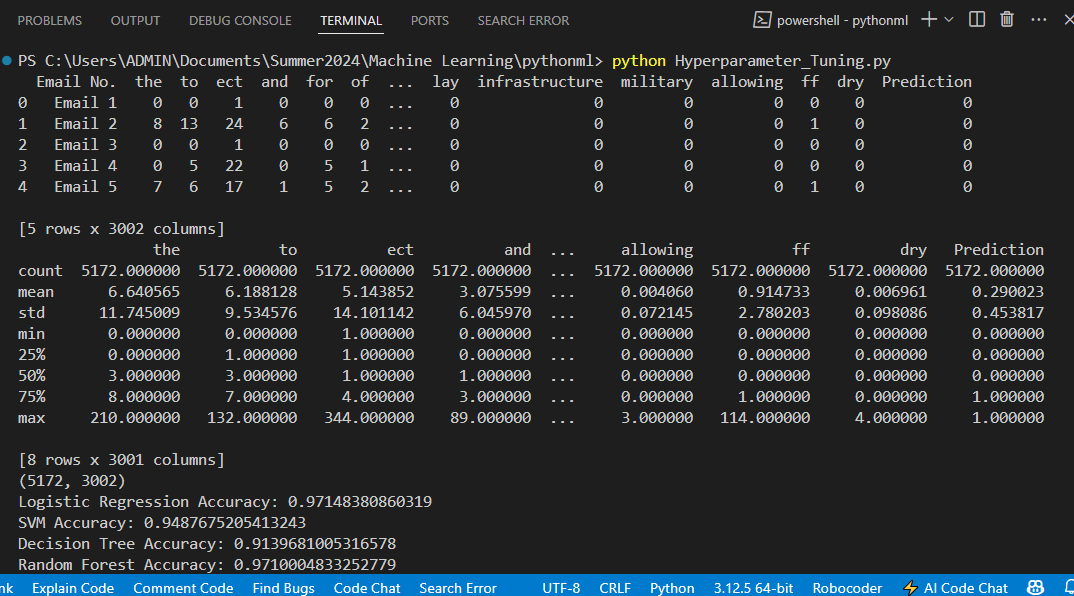 PROBLEMS OUTPUT DEBUG CONSOLE TERMINAL PORTS SEARCH ERROR powershell - pythonml
PS C:\Users\ADMIN\Documents\Summer2024\Machine Learning\pythonml> python Hyperparameter_Tuning.py
Email No. the to ect and for of ... lay infrastructure military allowing ff dry Prediction
0 Email 1 0 0 1 0 0 0 ... 0 0 0 0 0 0 0
1 Email 2 8 13 24 6 6 2 ... 0 0 0 0 1 0 0
2 Email 3 0 0 1 0 0 0 ... 0 0 0 0 0 0 0
3 Email 4 0 5 22 0 5 1 ... 0 0 0 0 0 0 0
4 Email 5 7 6 17 1 5 2 ... 0 0 0 0 1 0 0
[5 rows x 3002 columns]
the to ect and ... allowing ff dry Prediction
count 5172.000000 5172.000000 5172.000000 5172.000000 ... 5172.000000 5172.000000 5172.000000 5172.000000
mean 6.640565 6.188128 5.143852 3.075599 ... 0.004060 0.914733 0.006961 0.290023
std 11.745009 9.534576 14.101142 6.045970 ... 0.072145 2.780203 0.098086 0.453817
min 0.000000 0.000000 1.000000 0.000000 ... 0.000000 0.000000 0.000000 0.000000
25% 0.000000 1.000000 1.000000 0.000000 ... 0.000000 0.000000 0.000000 0.000000
50% 3.000000 3.000000 1.000000 1.000000 ... 0.000000 0.000000 0.000000 0.000000
75% 8.000000 7.000000 4.000000 3.000000 ... 0.000000 1.000000 0.000000 1.000000
max 210.000000 132.000000 344.000000 89.000000 ... 3.000000 114.000000 4.000000 1.000000
[8 rows x 3001 columns]
(5172, 3002)
Logistic Regression Accuracy: 0.97148380860319
SVM Accuracy: 0.9487675205413243
Decision Tree Accuracy: 0.9139681005316578
Random Forest Accuracy: 0.9710004833252779
nk Explain Code Comment Code Find Bugs Code Chat Search Error UTF-8 CRLF Python 3.12.5 64-bit Robocoder AI Code Chat